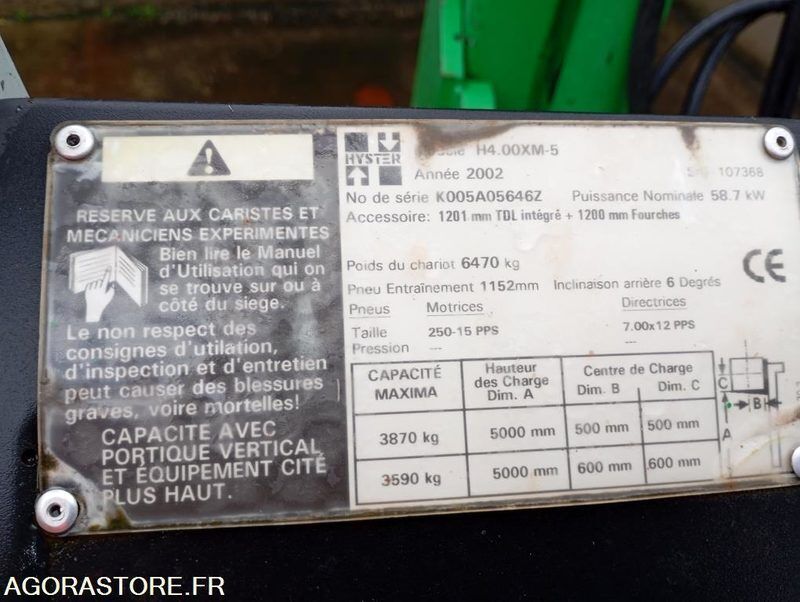 RESERVE AUX CARISTES ET
MECANICIENS EXPERIMENTES
Bien lire le Manuel
d'Utilisation qui on
se trouve sur ou à
côté du siege.
Le non respect des
consignes d'utilation,
d'inspection et d'entretien
peut causer des blessures
graves, voire mortelles!
CAPACITE AVEC
PORTIQUE VERTICAL
ET EQUIPEMENT CITÉ
PLUS HAUT.
HYSTER
H4.00XM-5
Année 2002
107368
No de série K005A05646Z Puissance Nominale 58.7 kW
Accessoire: 1201 mm TDL intégré + 1200 mm Fourches
Poids du chariot 6470 kg
CE
Pneu Entraînement 1152mm Inclinaison arrière 6 Degrés
Pneus Motrices Directrices
Taille 250-15 PPS 7.00x12 PPS
Pression --- ---
CAPACITÉ MAXIMA
Hauteur des Charge Dim. A
Centre de Charge
Dim. B Dim. C
3870 kg 5000 mm 500 mm 500 mm
3590 kg 5000 mm 600 mm 600 mm
C
B
A
AGORASTORE.FR